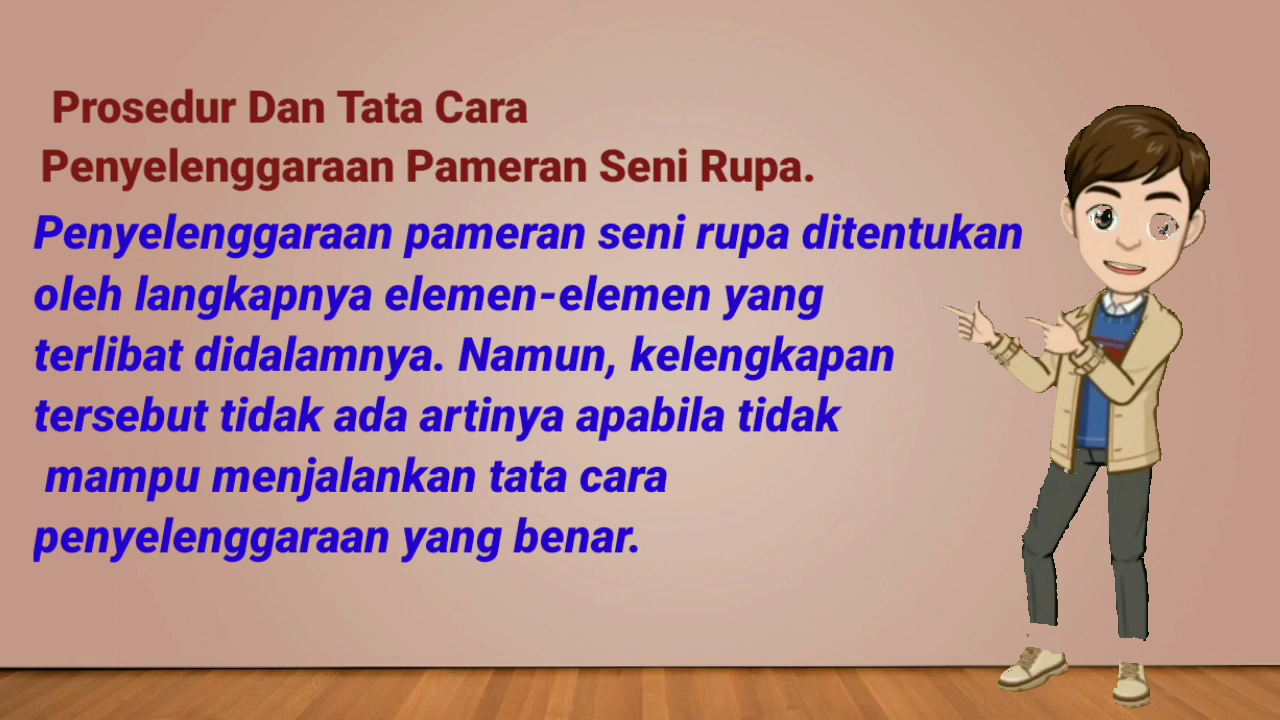 Prosedur Dan Tata Cara
Penyelenggaraan Pameran Seni Rupa.
Penyelenggaraan pameran seni rupa ditentukan
oleh langkapnya elemen-elemen yang
terlibat didalamnya. Namun, kelengkapan
tersebut tidak ada artinya apabila tidak
mampu menjalankan tata cara
penyelenggaraan yang benar.